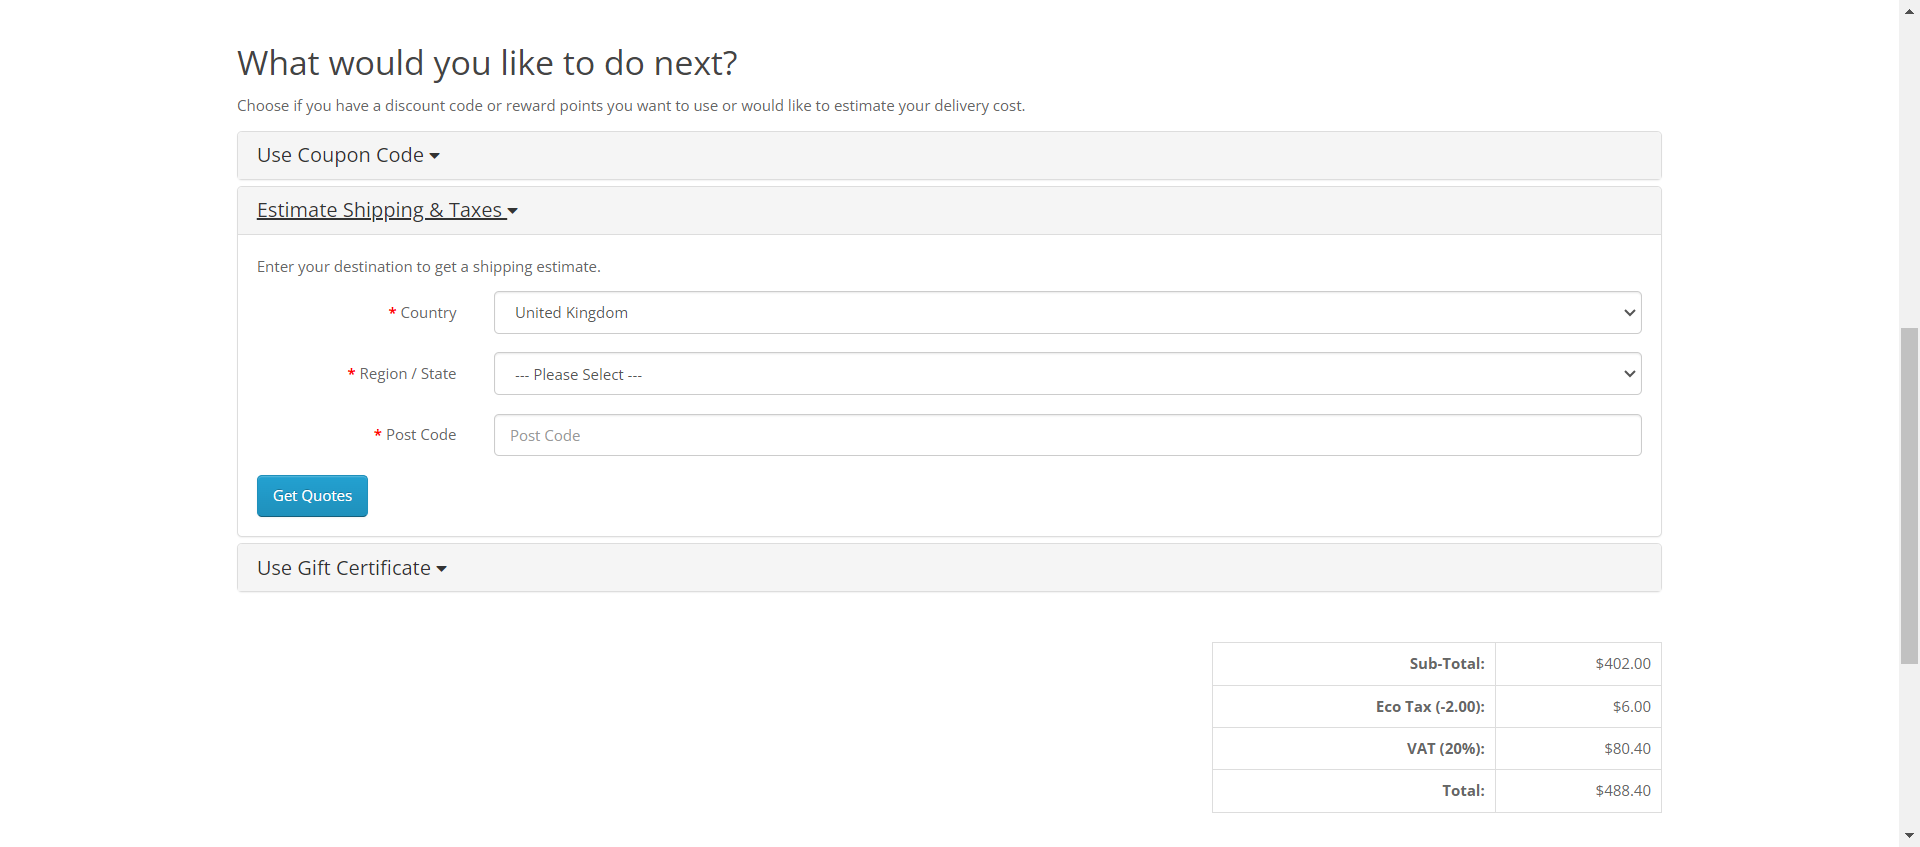 What would you like to do next?
Choose if you have a discount code or reward points you want to use or would like to estimate your delivery cost.
Use Coupon Code
Estimate Shipping & Taxes
Enter your destination to get a shipping estimate.
* Country
United Kingdom
* Region / State
--- Please Select ---
* Post Code
Post Code
Get Quotes
Use Gift Certificate
Sub-Total: $402.00
Eco Tax (-2.00): $6.00
VAT (20%): $80.40
Total: $488.40